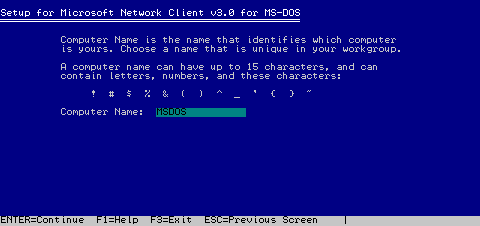 Setup for Microsoft Network Client v3.0 for MS-DOS
Computer Name is the name that identifies which computer
is yours. Choose a name that is unique in your workgroup.
A computer name can have up to 15 characters, and can
contain letters, numbers, and these characters:
! # $ % & ( ) ^ _ ' { } ~
Computer Name: MSDOS
ENTER=Continue F1=Help F3=Exit ESC=Previous Screen |